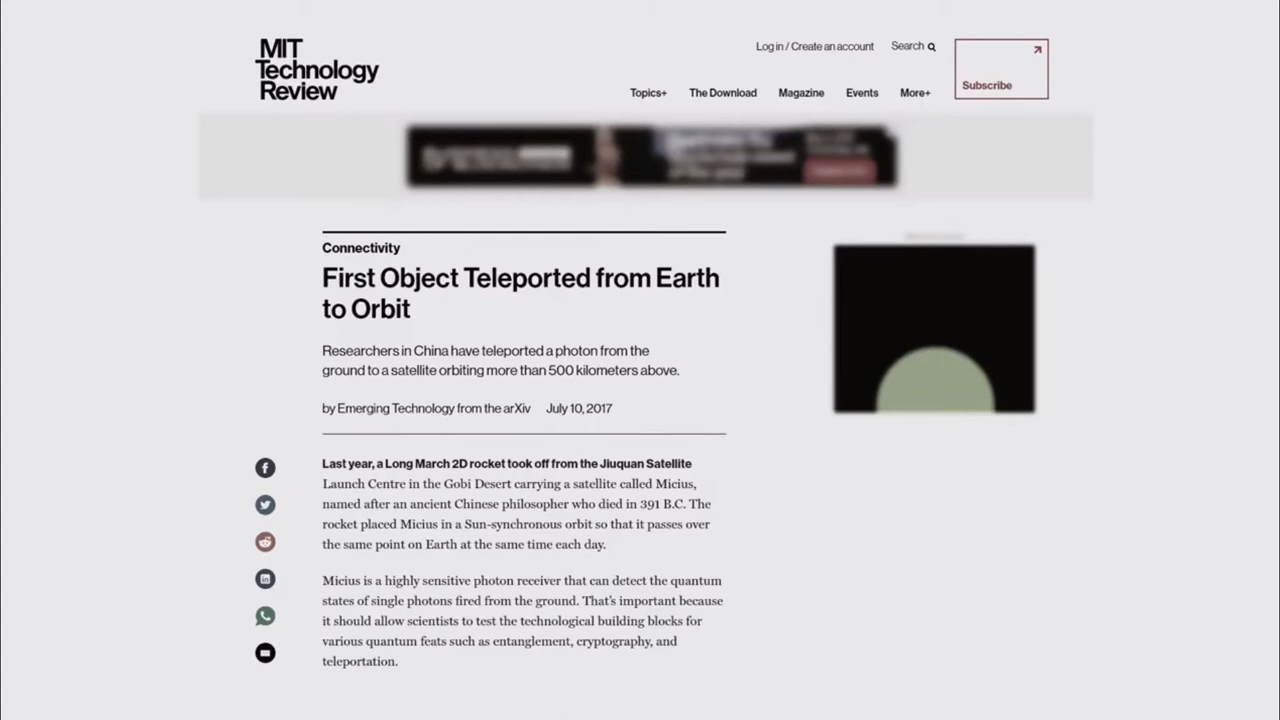 MIT
Technology
Review
Log in / Create an account
Search
Subscribe
Topics+
The Download
Magazine
Events
More+
Connectivity
First Object Teleported from Earth
to Orbit
Researchers in China have teleported a photon from the
ground to a satellite orbiting more than 500 kilometers above.
by Emerging Technology from the arXiv July 10, 2017
Last year, a Long March 2D rocket took off from the Jiuquan Satellite
Launch Centre in the Gobi Desert carrying a satellite called Micius,
named after an ancient Chinese philosopher who died in 391 B.C. The
rocket placed Micius in a Sun-synchronous orbit so that it passes over
the same point on Earth at the same time each day.
Micius is a highly sensitive photon receiver that can detect the quantum
states of single photons fired from the ground. That's important because
it should allow scientists to test the technological building blocks for
various quantum feats such as entanglement, cryptography, and
teleportation.